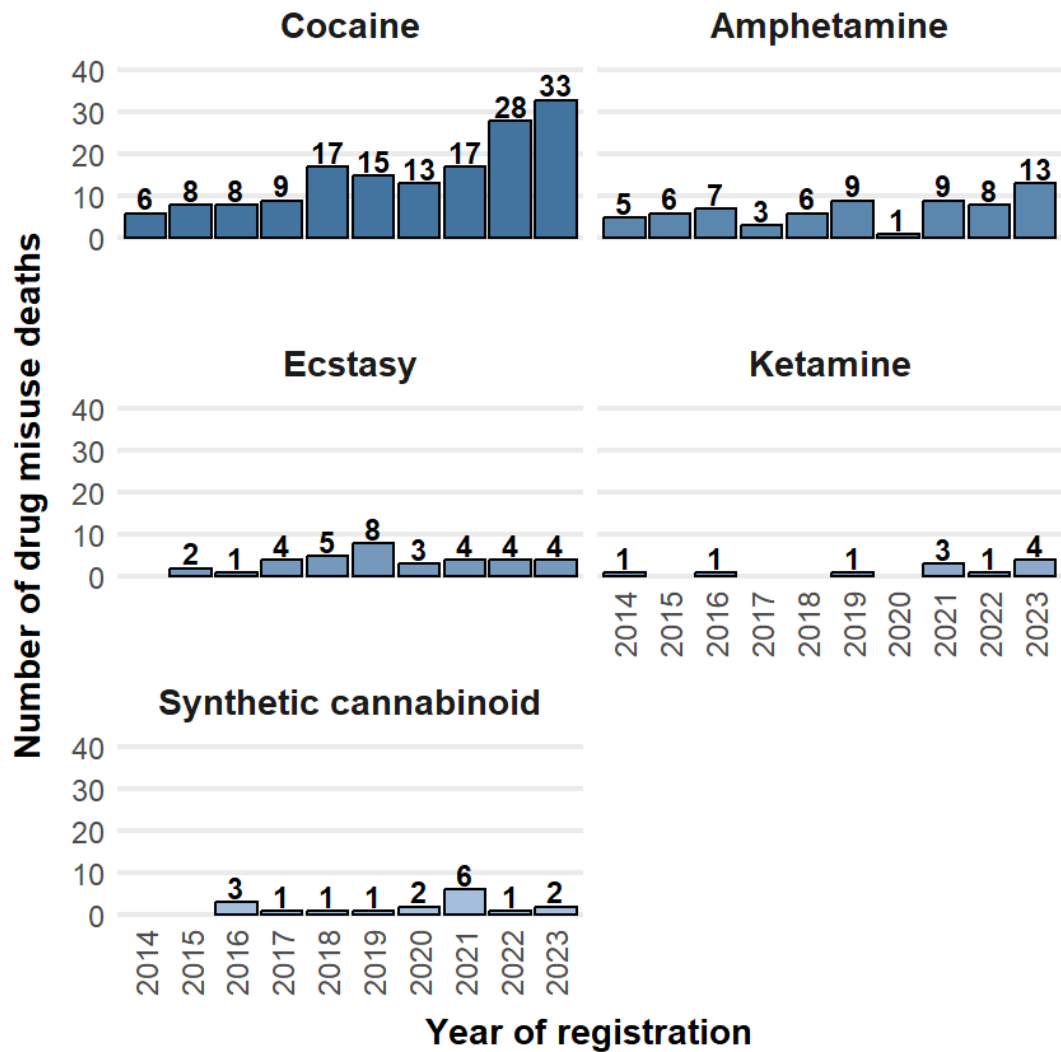 Cocaine Amphetamine
40
30
20
10
0
6 8 8 9 17 15 13 17 28 33
5 6 7 3 6 9 1 9 8 13
Number of drug misuse deaths
Ecstasy Ketamine
40
30
20
10
0
2 1 4 5 8 3 4 4 4
1 1 1 3 1 4
2014 2015 2016 2017 2018 2019 2020 2021 2022 2023
Synthetic cannabinoid
40
30
20
10
0
3 1 1 1 2 6 1 2
2014 2015 2016 2017 2018 2019 2020 2021 2022 2023
Year of registration